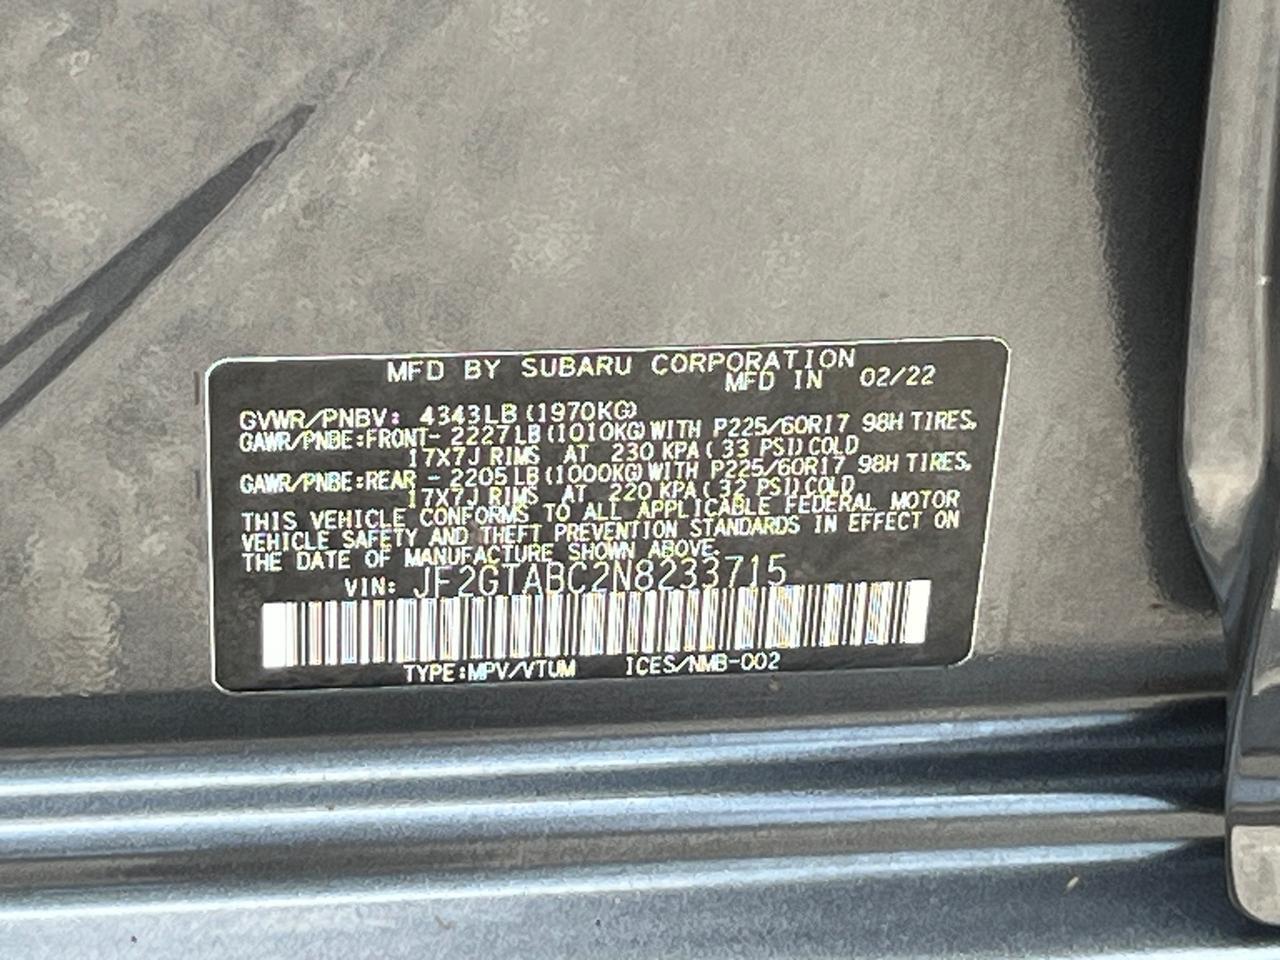 MFD BY SUBARU CORPORATION
MFD IN 02/22
GVWR/PNBV: 4343LB(1970KG)
GAWR/PNBE:FRONT- 2227LB(1010KG)WITH P225/60R17 98H TIRES,
17X7J RIMS AT 230 KPA( 33 PSI)COLD
GAWR/PNBE:REAR - 2205LB(1000KG)WITH P225/60R17 98H TIRES,
17X7J RIMS AT 220 KPA( 32 PSI)COLD
THIS VEHICLE CONFORMS TO ALL APPLICABLE FEDERAL MOTOR
VEHICLE SAFETY AND THEFT PREVENTION STANDARDS IN EFFECT ON
THE DATE OF MANUFACTURE SHOWN ABOVE.
VIN: JF2GTABC2N8233715
TYPE:MPV/VTUM ICES/NMB-002